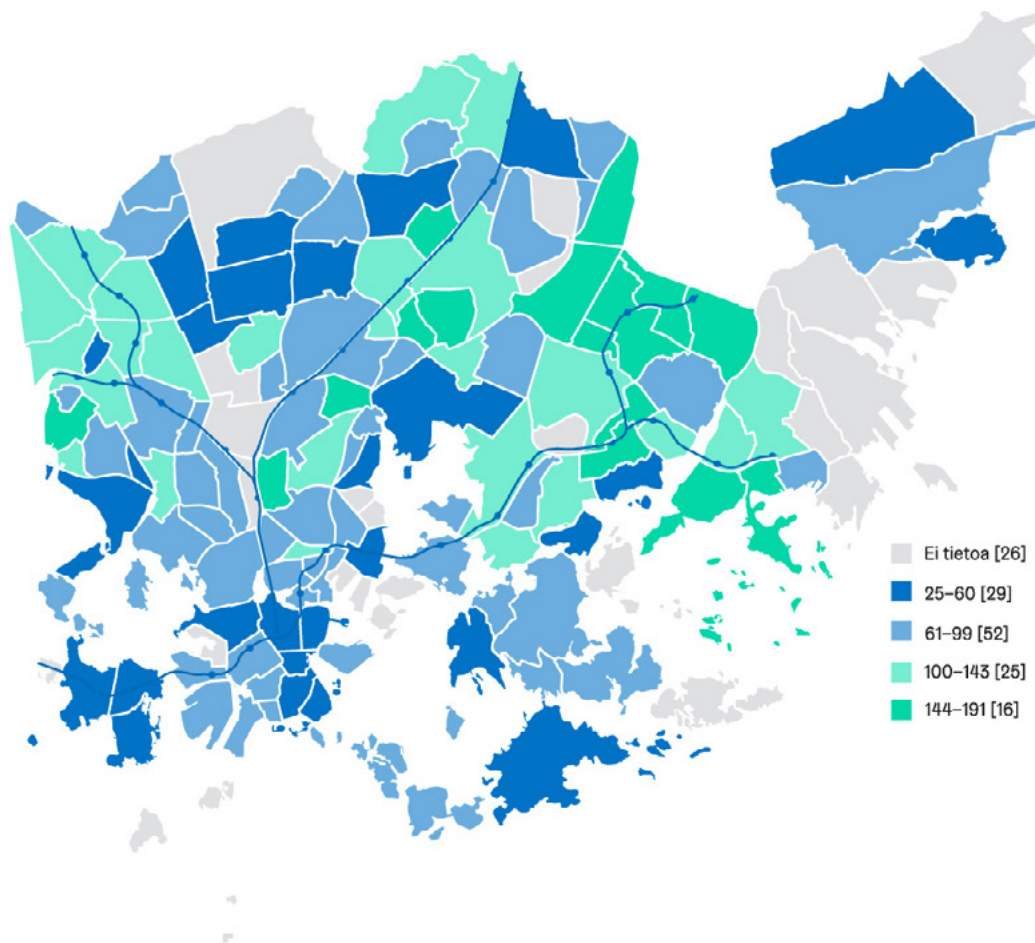 Ei tietoa [26]
25–60 [29]
61–99 [52]
100–143 [25]
144–191 [16]